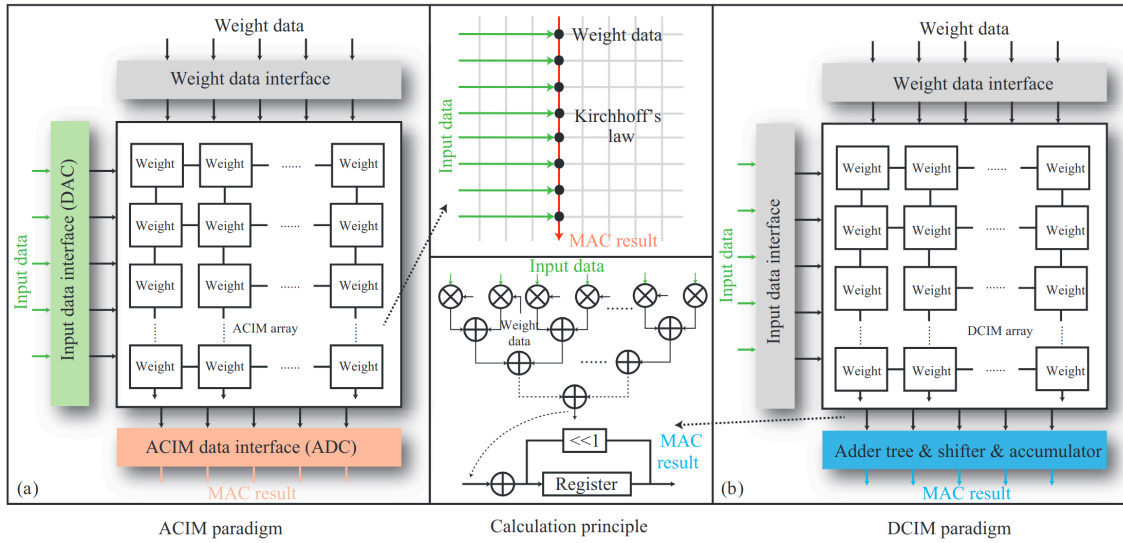 Weight data
Weight data interface
Input data
Input data interface (DAC)
Weight
Weight
......
Weight
Weight
Weight
......
Weight
Weight
Weight
......
Weight
......
ACIM array
......
......
Weight
Weight
......
Weight
ACIM data interface (ADC)
MAC result
(a)
ACIM paradigm
Input data
Weight data
Kirchhoff's
law
MAC result
Input data
......
Weight
data
......
<<1
Register
MAC
result
Calculation principle
Weight data
Weight data interface
Input data
Input data interface
Weight
Weight
......
Weight
Weight
Weight
......
Weight
Weight
Weight
......
Weight
......
......
DCIM array
......
Weight
Weight
......
Weight
Adder tree & shifter & accumulator
MAC result
(b)
DCIM paradigm